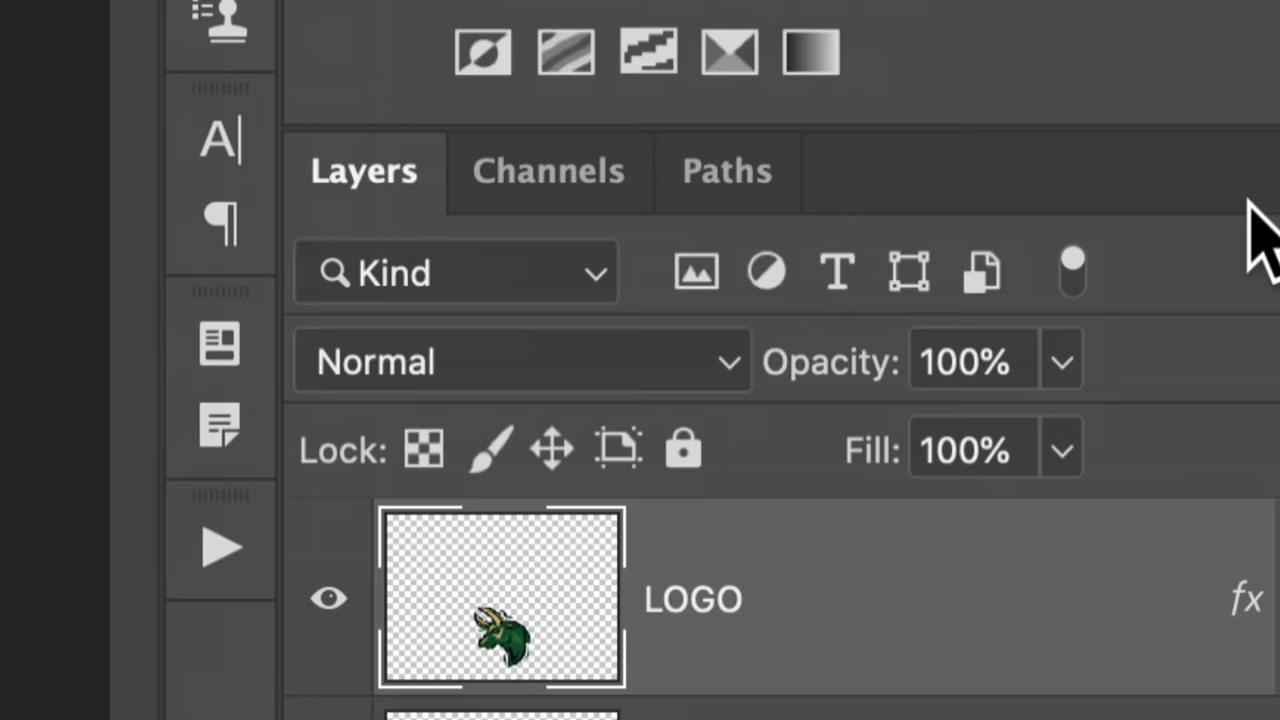 Layers Channels Paths
Kind
Normal Opacity: 100%
Lock: Fill: 100%
LOGO fx